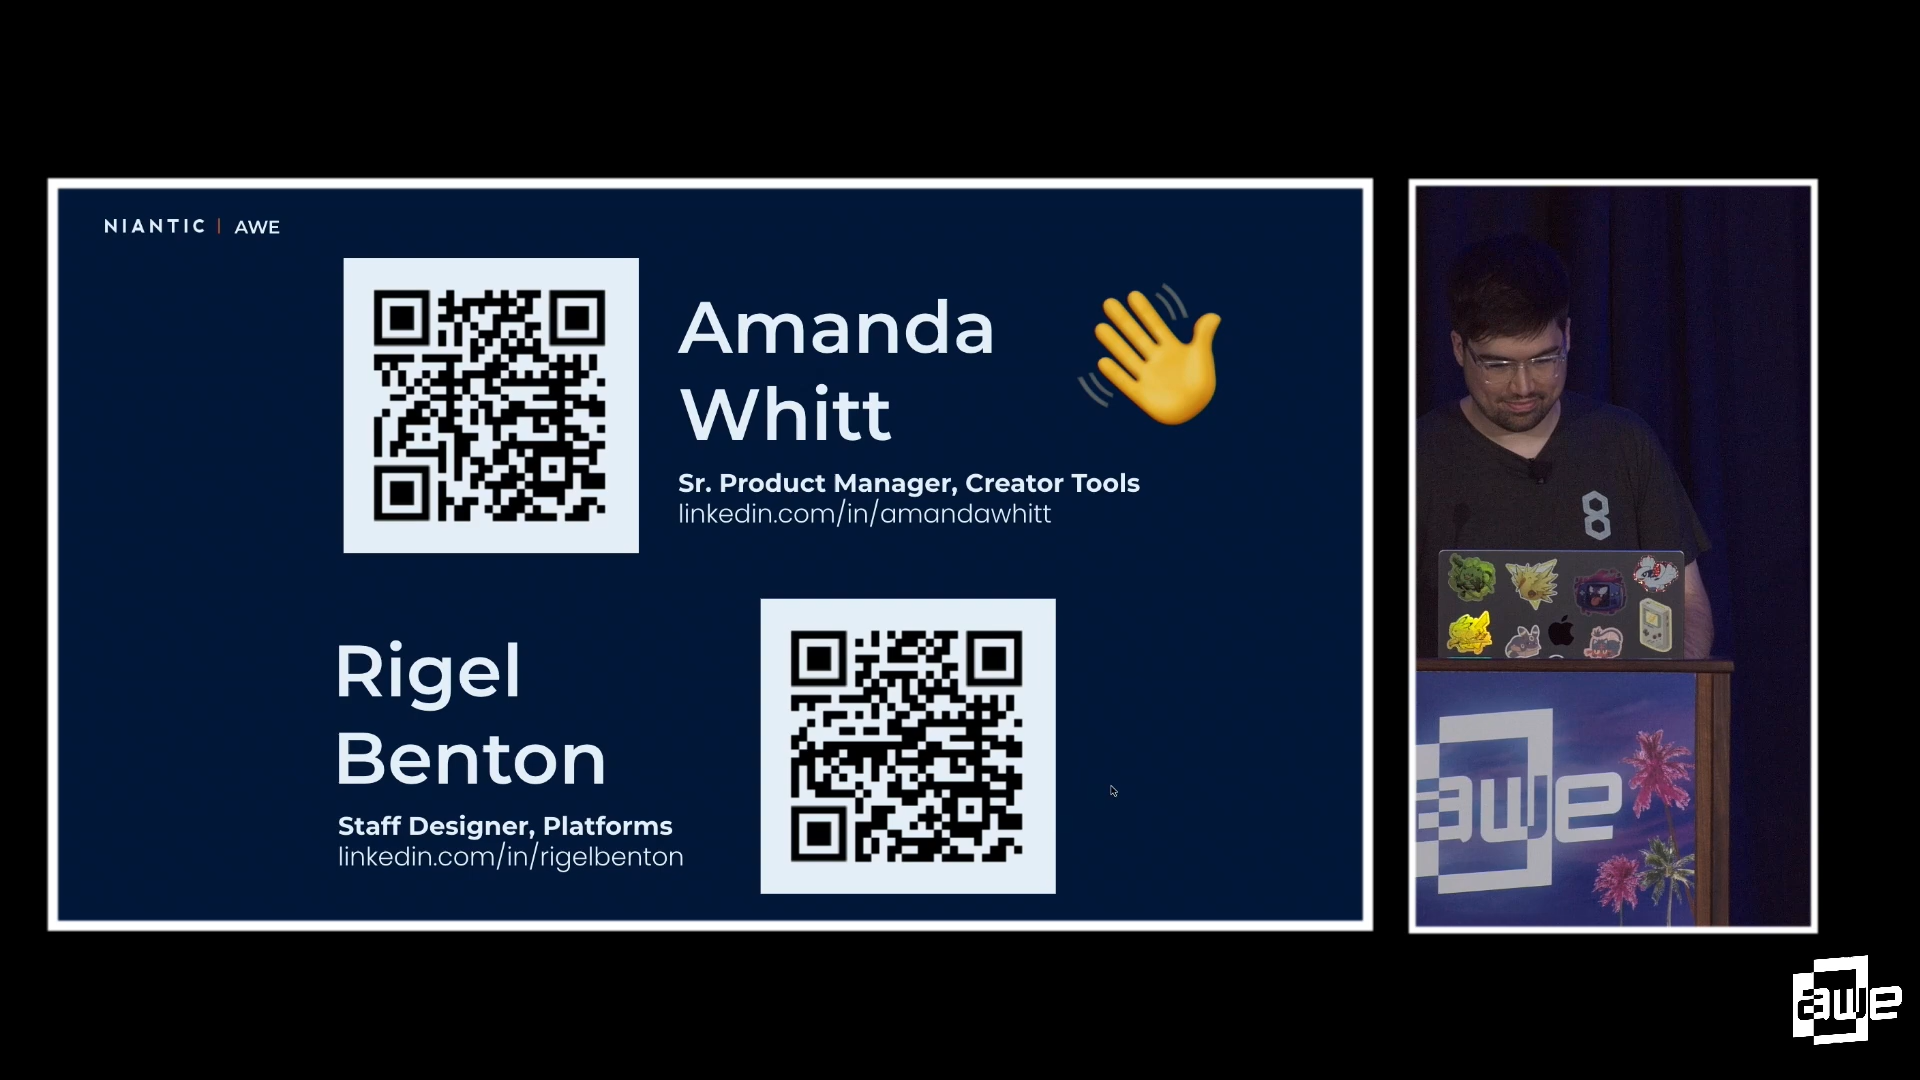 NIANTIC | AWE
Amanda
Whitt
Sr. Product Manager, Creator Tools
linkedin.com/in/amandawhitt
Rigel
Benton
Staff Designer, Platforms
linkedin.com/in/rigelbenton
8
awe
awe